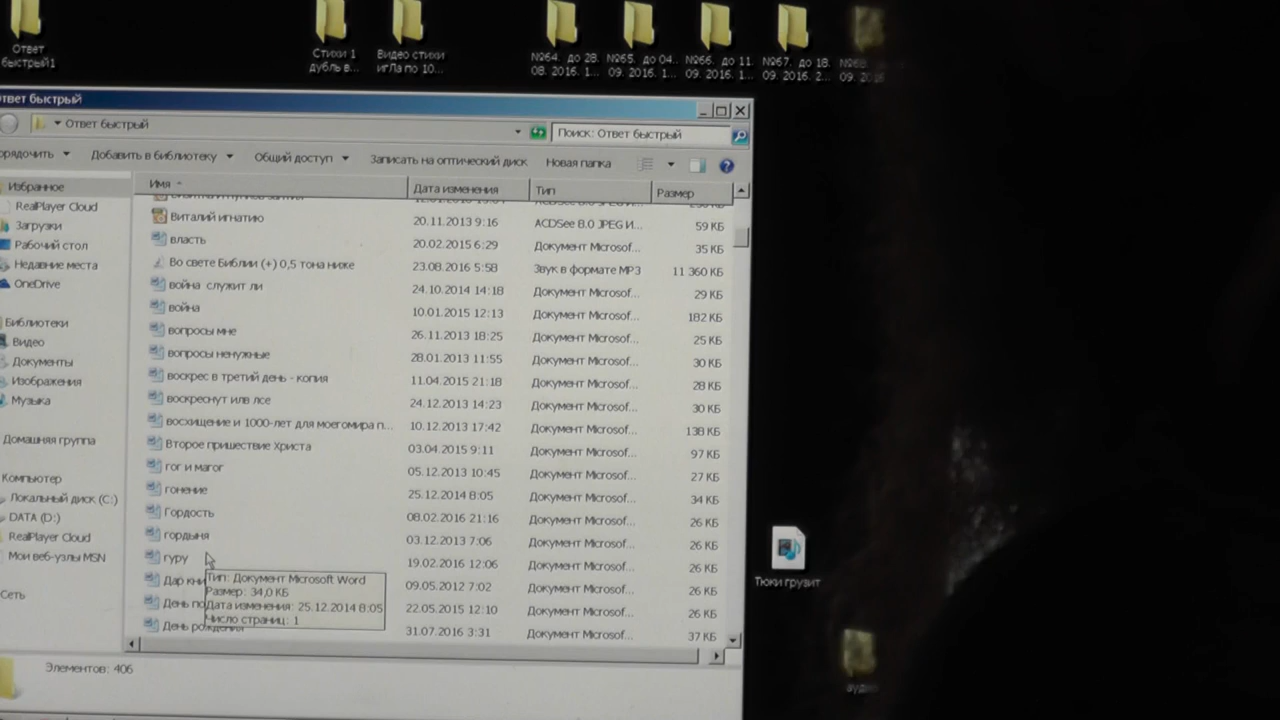 Ответ
быстрый1
Стихи 1
дубль в...
Видео стихи
игЛа по 10...
№64. до 28.
08. 2016. 1...
№65. до 04..
09. 2016. 1...
№66. до 11
09. 2016. 1...
№67. до 18.
09. 2016. 2...
09. 2016
твет быстрый
Ответ быстрый
Поиск: Ответ быстрый
орядочить
Добавить в библиотеку
Общий доступ
Записать на оптический диск
Новая папка
Избранное
RealPlayer Cloud
Загрузки
Рабочий стол
Недавние места
OneDrive
Библиотеки
Видео
Документы
Изображения
Музыка
Домашняя группа
Компьютер
Локальный диск (C:)
DATA (D:)
RealPlayer Cloud
Мои веб-узлы MSN
Сеть
Имя Дата изменения Тип Размер
Виталий игнатию 20.11.2013 9:16 ACDSee 8.0 JPEG И... 59 КБ
власть 20.02.2015 6:29 Документ Microsof... 35 КБ
Во свете Библии (+) 0,5 тона ниже 23.08.2016 5:58 Звук в формате MP3 11 360 КБ
война служит ли 24.10.2014 14:18 Документ Microsof... 29 КБ
война 10.01.2015 12:13 Документ Microsof... 182 КБ
вопросы мне 26.11.2013 18:25 Документ Microsof... 25 КБ
вопросы ненужные 28.01.2013 11:55 Документ Microsof... 30 КБ
воскрес в третий день - копия 11.04.2015 21:18 Документ Microsof... 28 КБ
воскреснут илв лсе 24.12.2013 14:23 Документ Microsof... 30 КБ
восхищение и 1000-лет для моегомира п... 10.12.2013 17:42 Документ Microsof... 138 КБ
Второе пришествие Христа 03.04.2015 9:11 Документ Microsof... 97 КБ
гог и магог 05.12.2013 10:45 Документ Microsof... 27 КБ
гонение 25.12.2014 8:05 Документ Microsof... 34 КБ
Гордость 08.02.2016 21:16 Документ Microsof... 26 КБ
гордыня 03.12.2013 7:06 Документ Microsof... 26 КБ
гуру 19.02.2016 12:06 Документ Microsof... 26 КБ
Дар кни 09.05.2012 7:02 Документ Microsof... 26 КБ
День по 22.05.2015 12:10 Документ Microsof... 26 КБ
День рождения 31.07.2016 3:31 Документ Microsof... 37 КБ
Тип: Документ Microsoft Word
Размер: 34,0 КБ
Дата изменения: 25.12.2014 8:05
Число страниц: 1
Элементов: 406
Тюки грузит
аудио